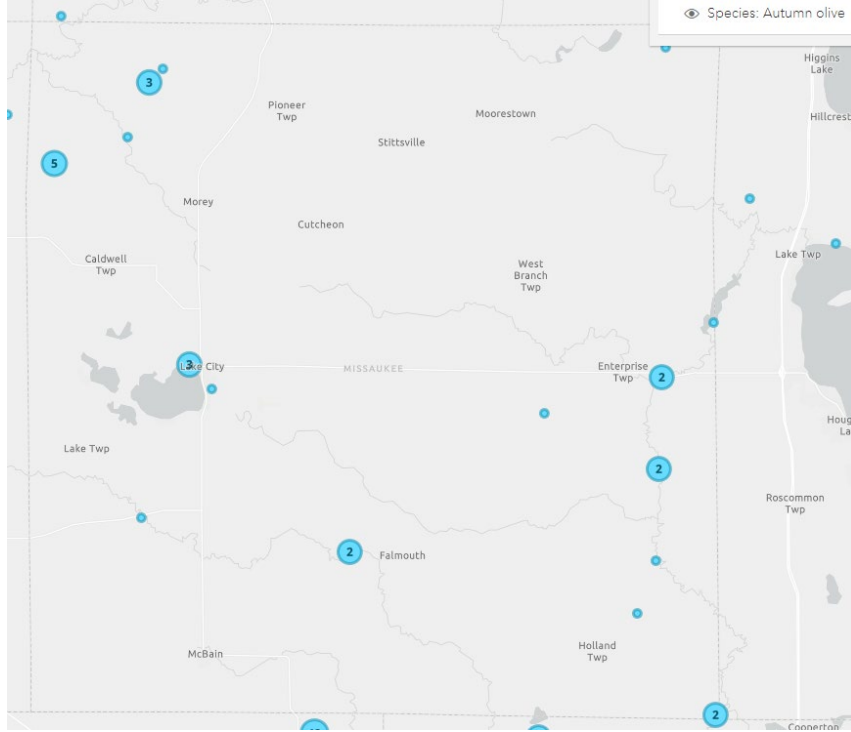 Species: Autumn olive
Higgins
Lake
3
Pioneer
Twp
Moorestown
Hillcrest
Stittsville
5
Morey
Cutcheon
Caldwell
Twp
West
Branch
Twp
Lake Twp
3
Lake City
MISSAUKEE
Enterprise
Twp
2
Lake Twp
2
Roscommon
Twp
2
Falmouth
Holland
Twp
McBain
2